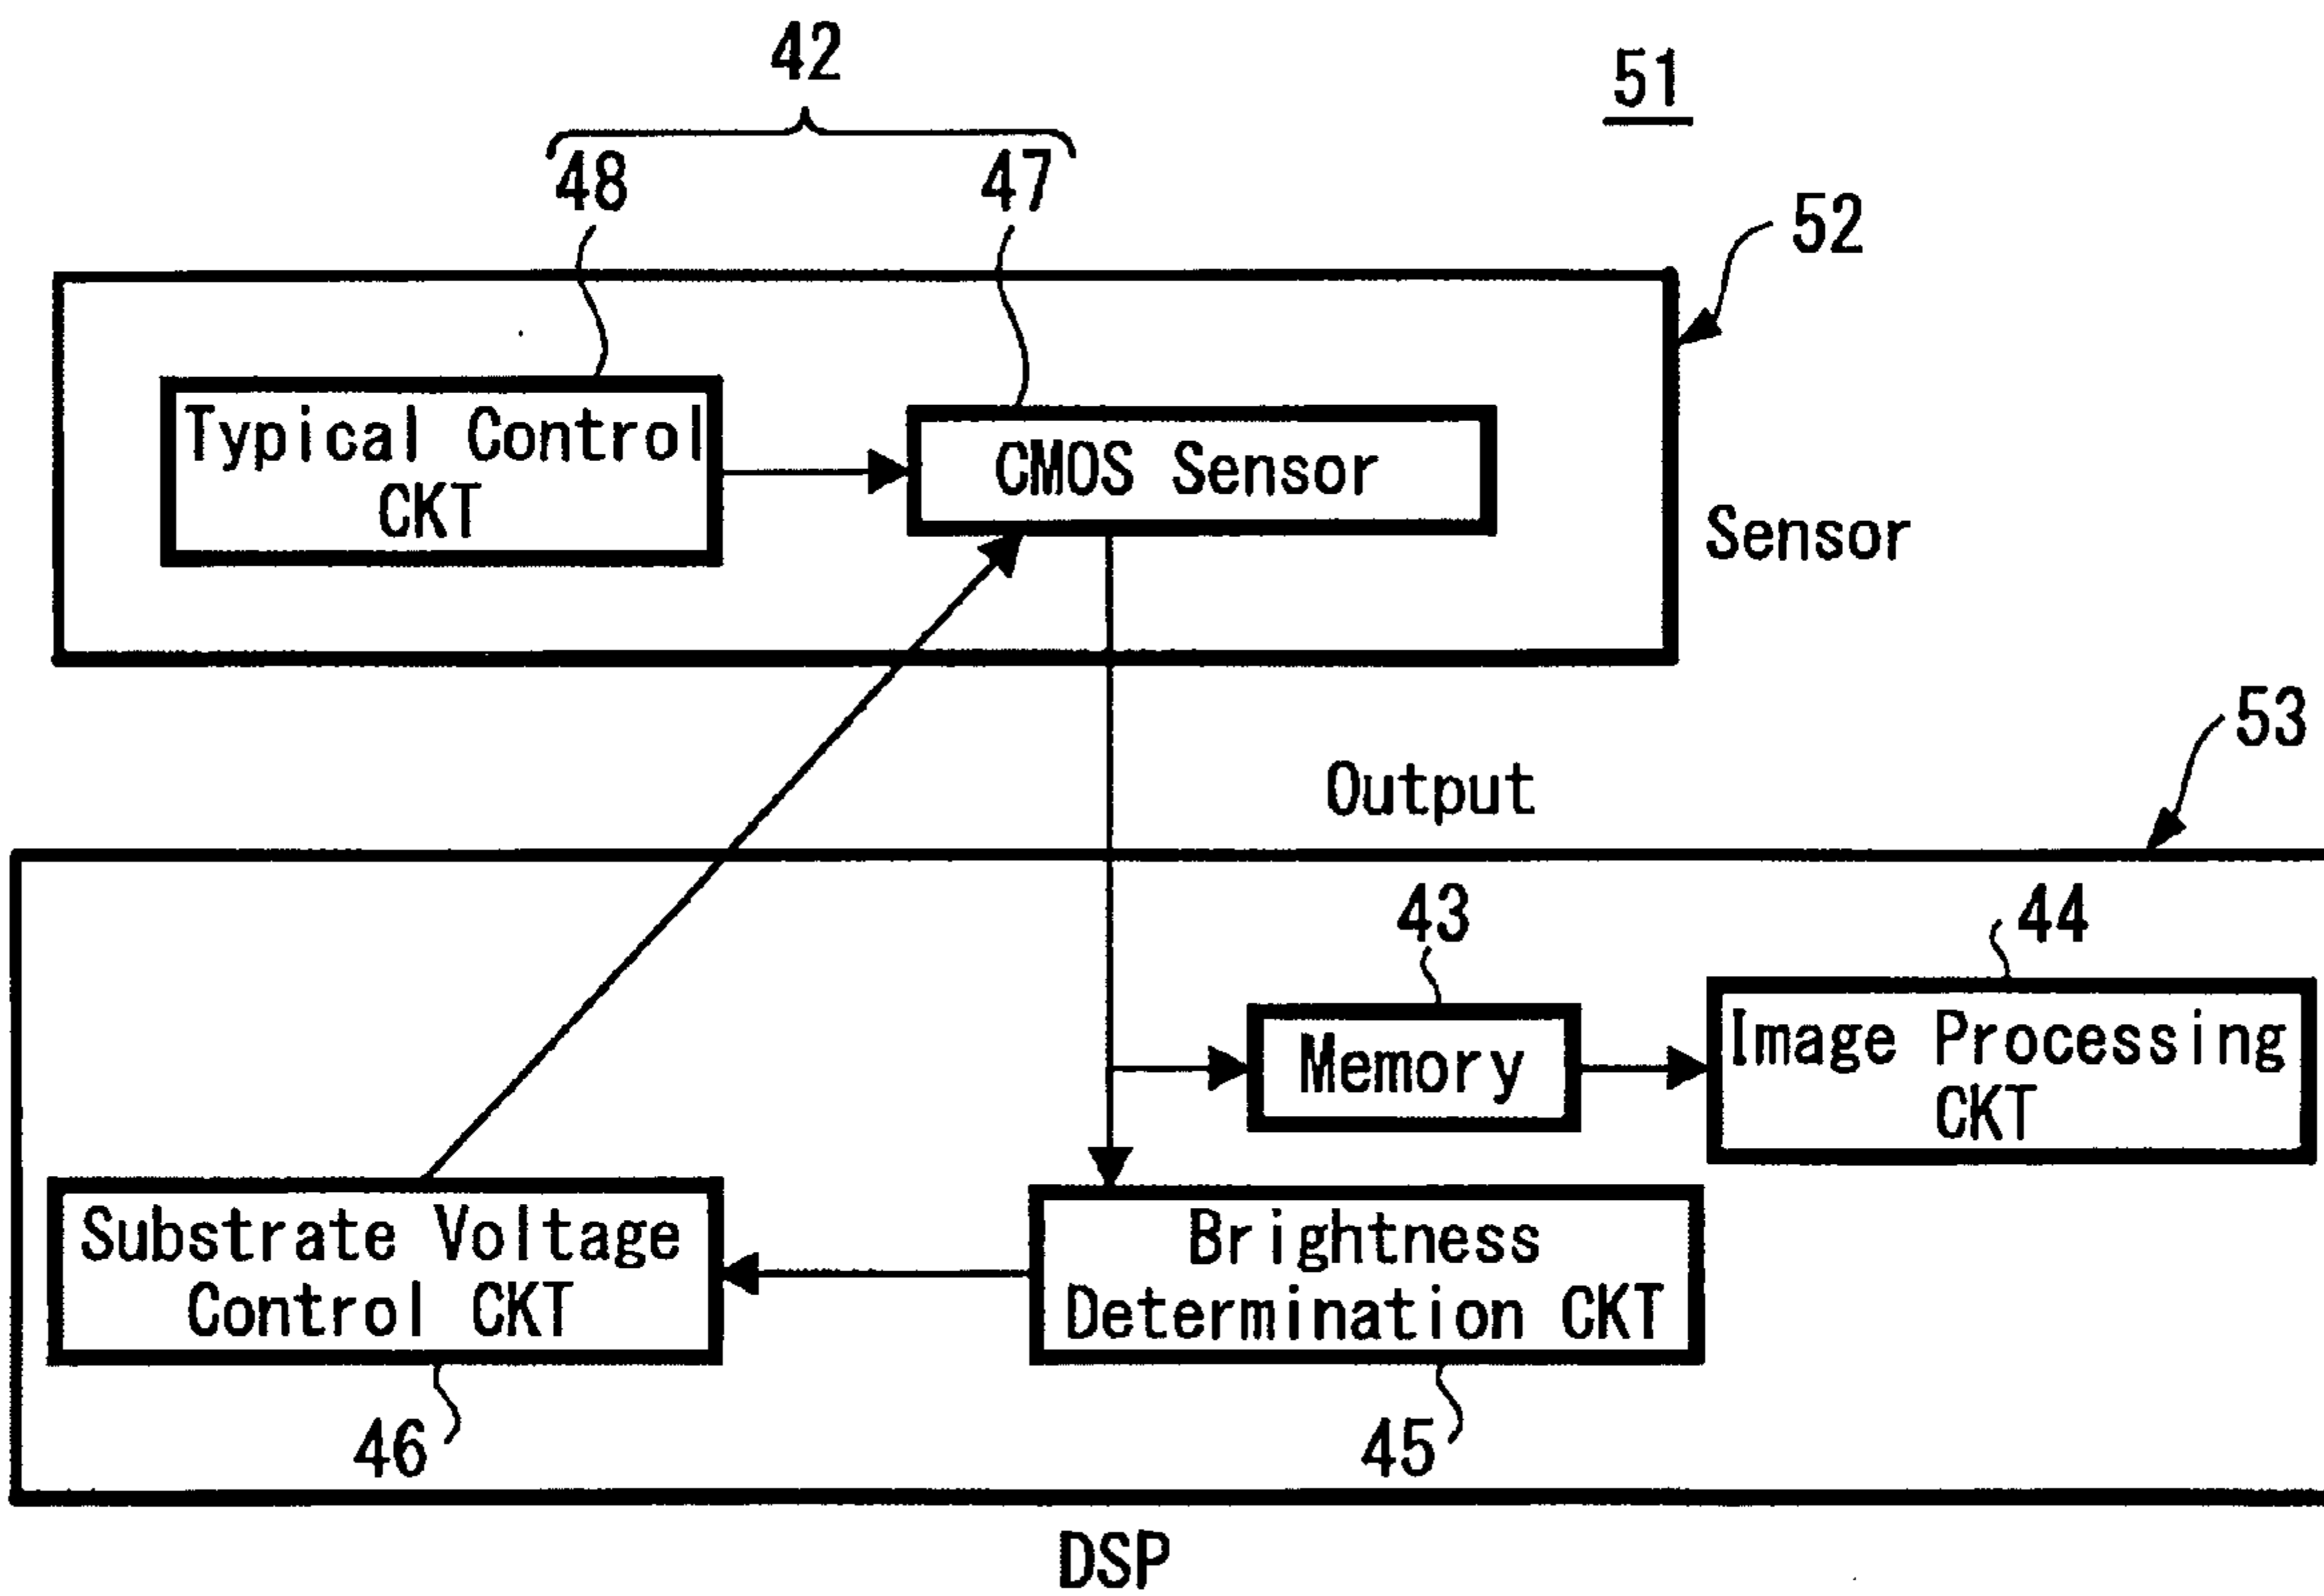 42
51
48
47
52
Typical Control
CKT
CMOS Sensor
Sensor
53
Output
43
44
Memory
Image Processing
CKT
Substrate Voltage
Control CKT
Brightness
Determination CKT
46
45
DSP